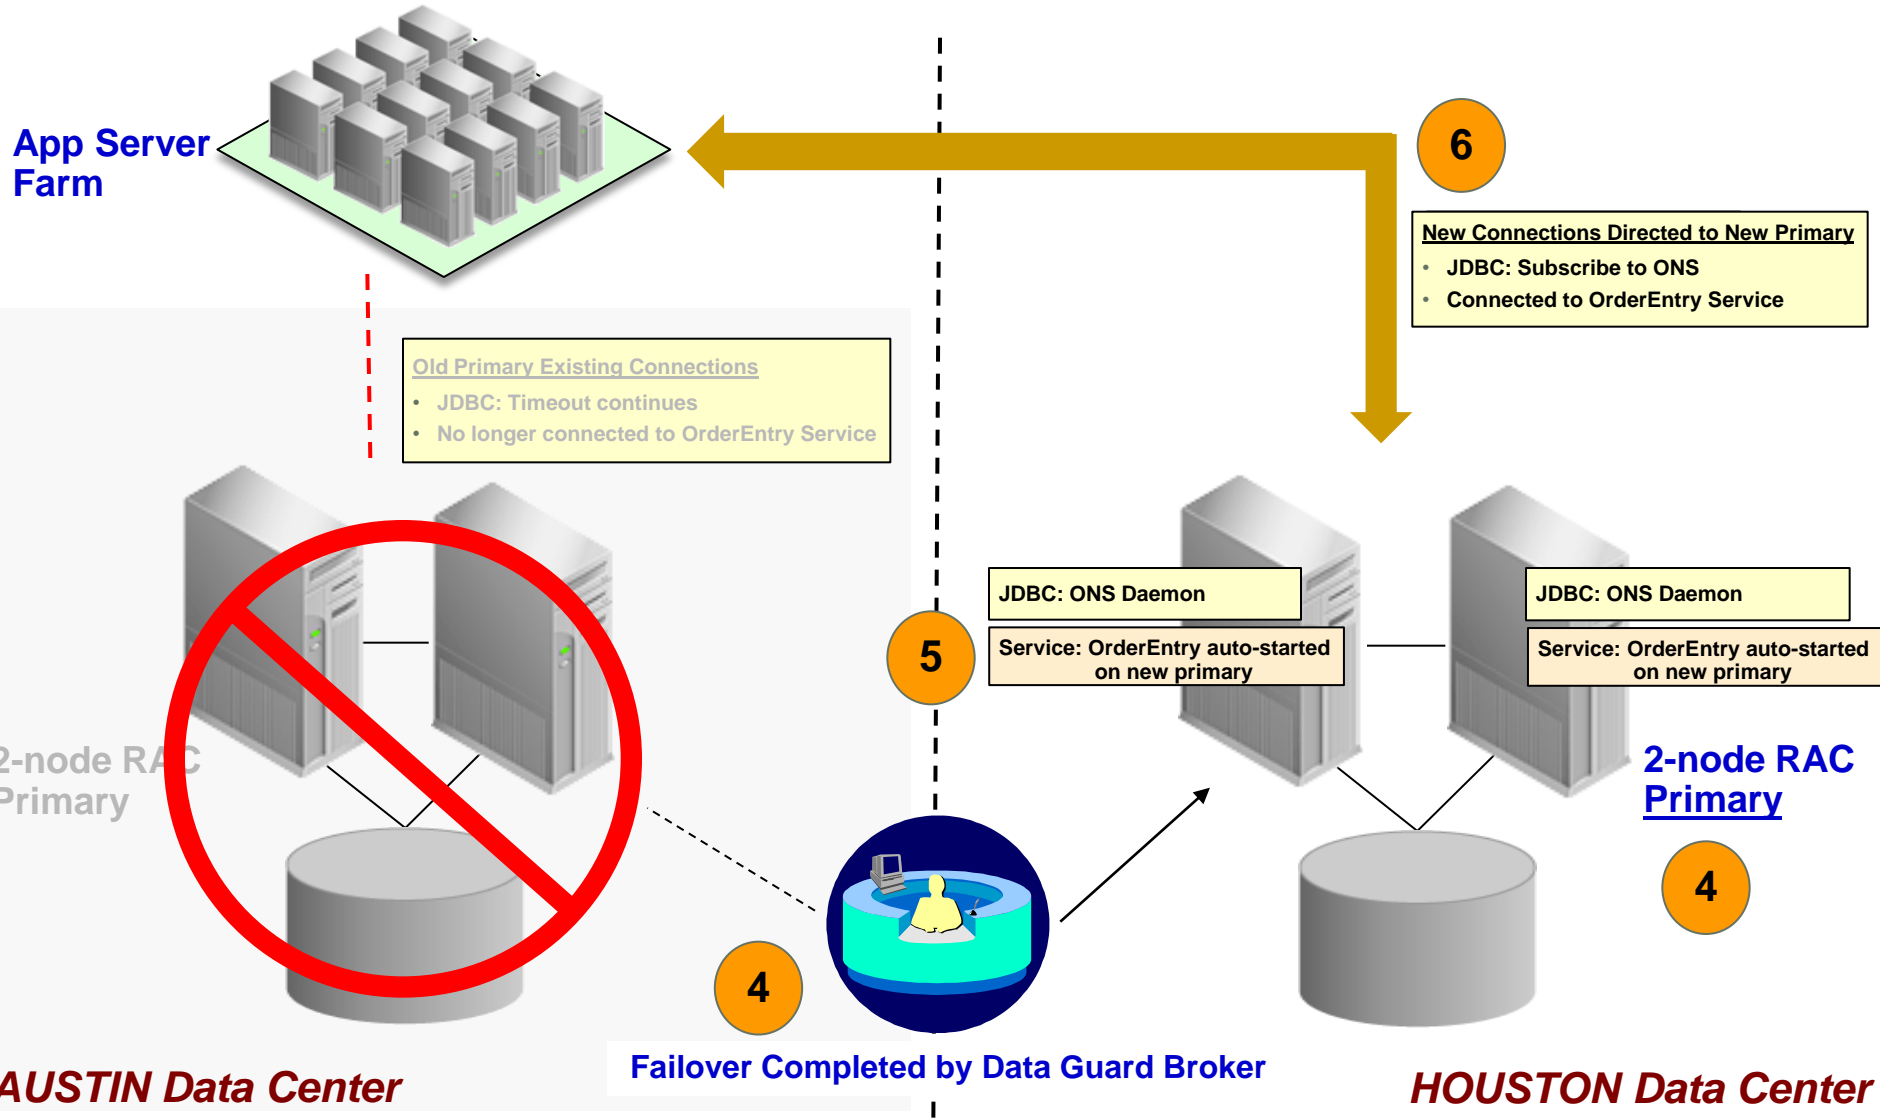 App Server
Farm
6
New Connections Directed to New Primary
• JDBC: Subscribe to ONS
• Connected to OrderEntry Service
Old Primary Existing Connections
• JDBC: Timeout continues
• No longer connected to OrderEntry Service
JDBC: ONS Daemon
JDBC: ONS Daemon
5
Service: OrderEntry auto-started
on new primary
Service: OrderEntry auto-started
on new primary
2-node RAC
Primary
2-node RAC
Primary
4
4
Failover Completed by Data Guard Broker
AUSTIN Data Center
HOUSTON Data Center